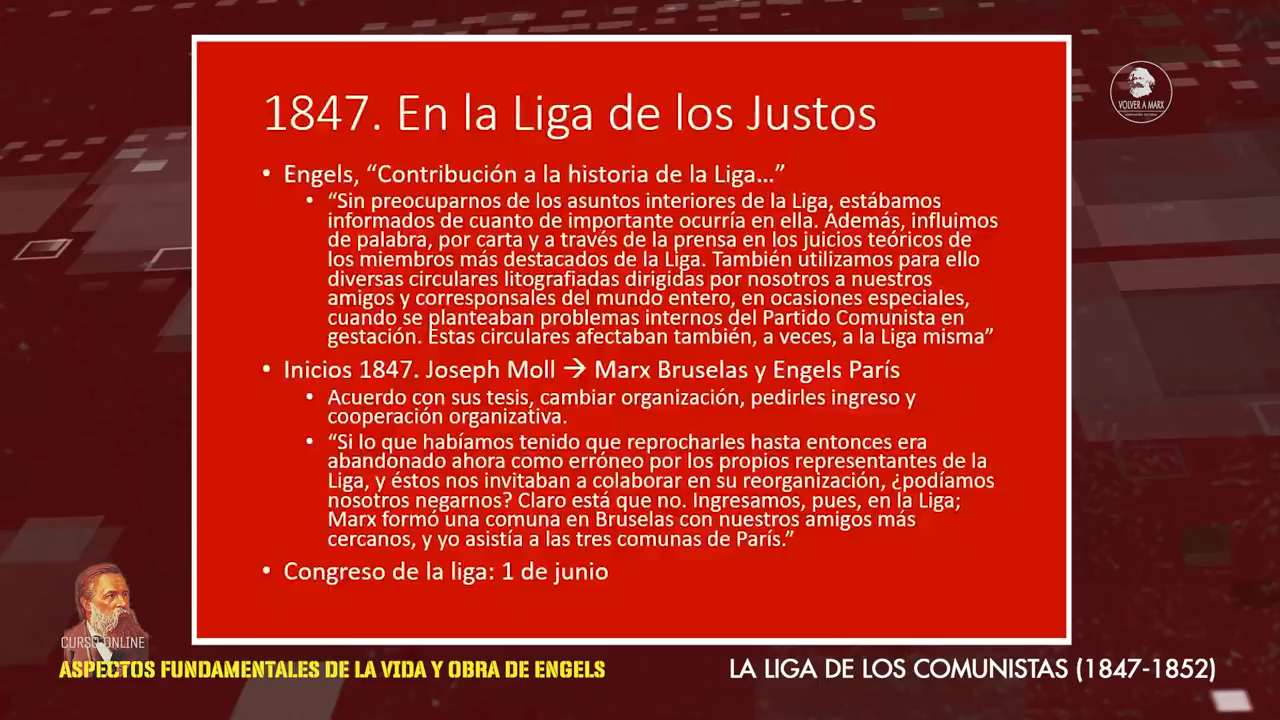 1847. En la Liga de los Justos
VOLVER A MARX
• Engels, “Contribución a la historia de la Liga…”
• “Sin preocuparnos de los asuntos interiores de la Liga, estábamos
informados de cuanto de importante ocurría en ella. Además, influimos
de palabra, por carta y a través de la prensa en los juicios teóricos de
los miembros más destacados de la Liga. También utilizamos para ello
diversas circulares litografiadas dirigidas por nosotros a nuestros
amigos y corresponsales del mundo entero, en ocasiones especiales,
cuando se planteaban problemas internos del Partido Comunista en
gestación. Estas circulares afectaban también, a veces, a la Liga misma”
• Inicios 1847. Joseph Moll → Marx Bruselas y Engels París
• Acuerdo con sus tesis, cambiar organización, pedirles ingreso y
cooperación organizativa.
• “Si lo que habíamos tenido que reprocharles hasta entonces era
abandonado ahora como erróneo por los propios representantes de la
Liga, y éstos nos invitaban a colaborar en su reorganización, ¿podíamos
nosotros negarnos? Claro está que no. Ingresamos, pues, en la Liga;
Marx formó una comuna en Bruselas con nuestros amigos más
cercanos, y yo asistía a las tres comunas de París.”
• Congreso de la liga: 1 de junio
CURSO ONLINE
ASPECTOS FUNDAMENTALES DE LA VIDA Y OBRA DE ENGELS
LA LIGA DE LOS COMUNISTAS (1847-1852)